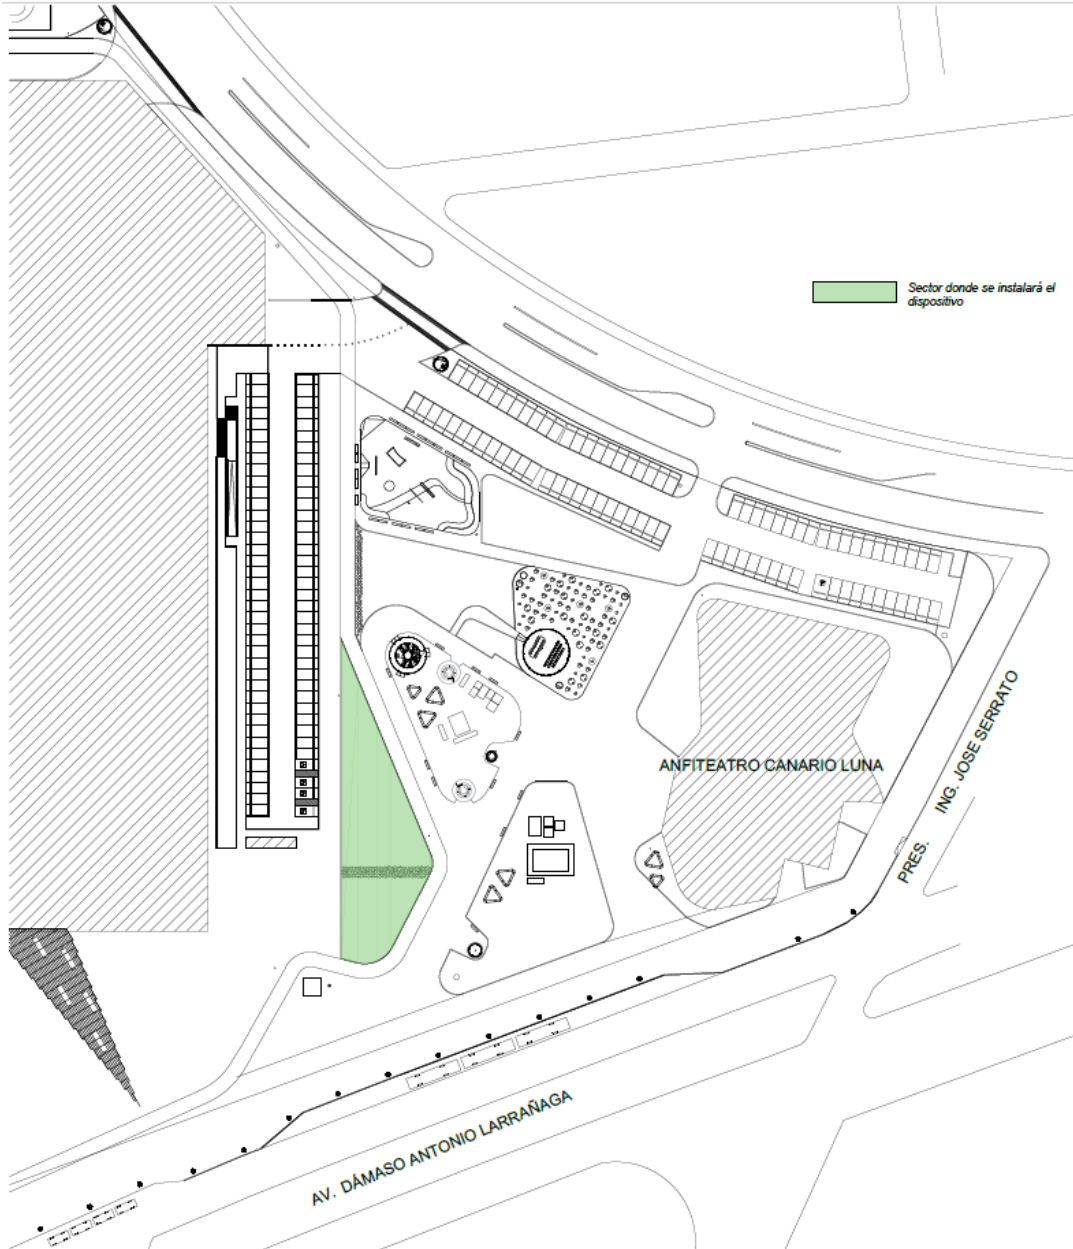 Sector donde se instalará el
dispositivo
ANFITEATRO CANARIO LUNA
PRES. ING. JOSE SERRATO
AV. DÁMASO ANTONIO LARRAÑAGA